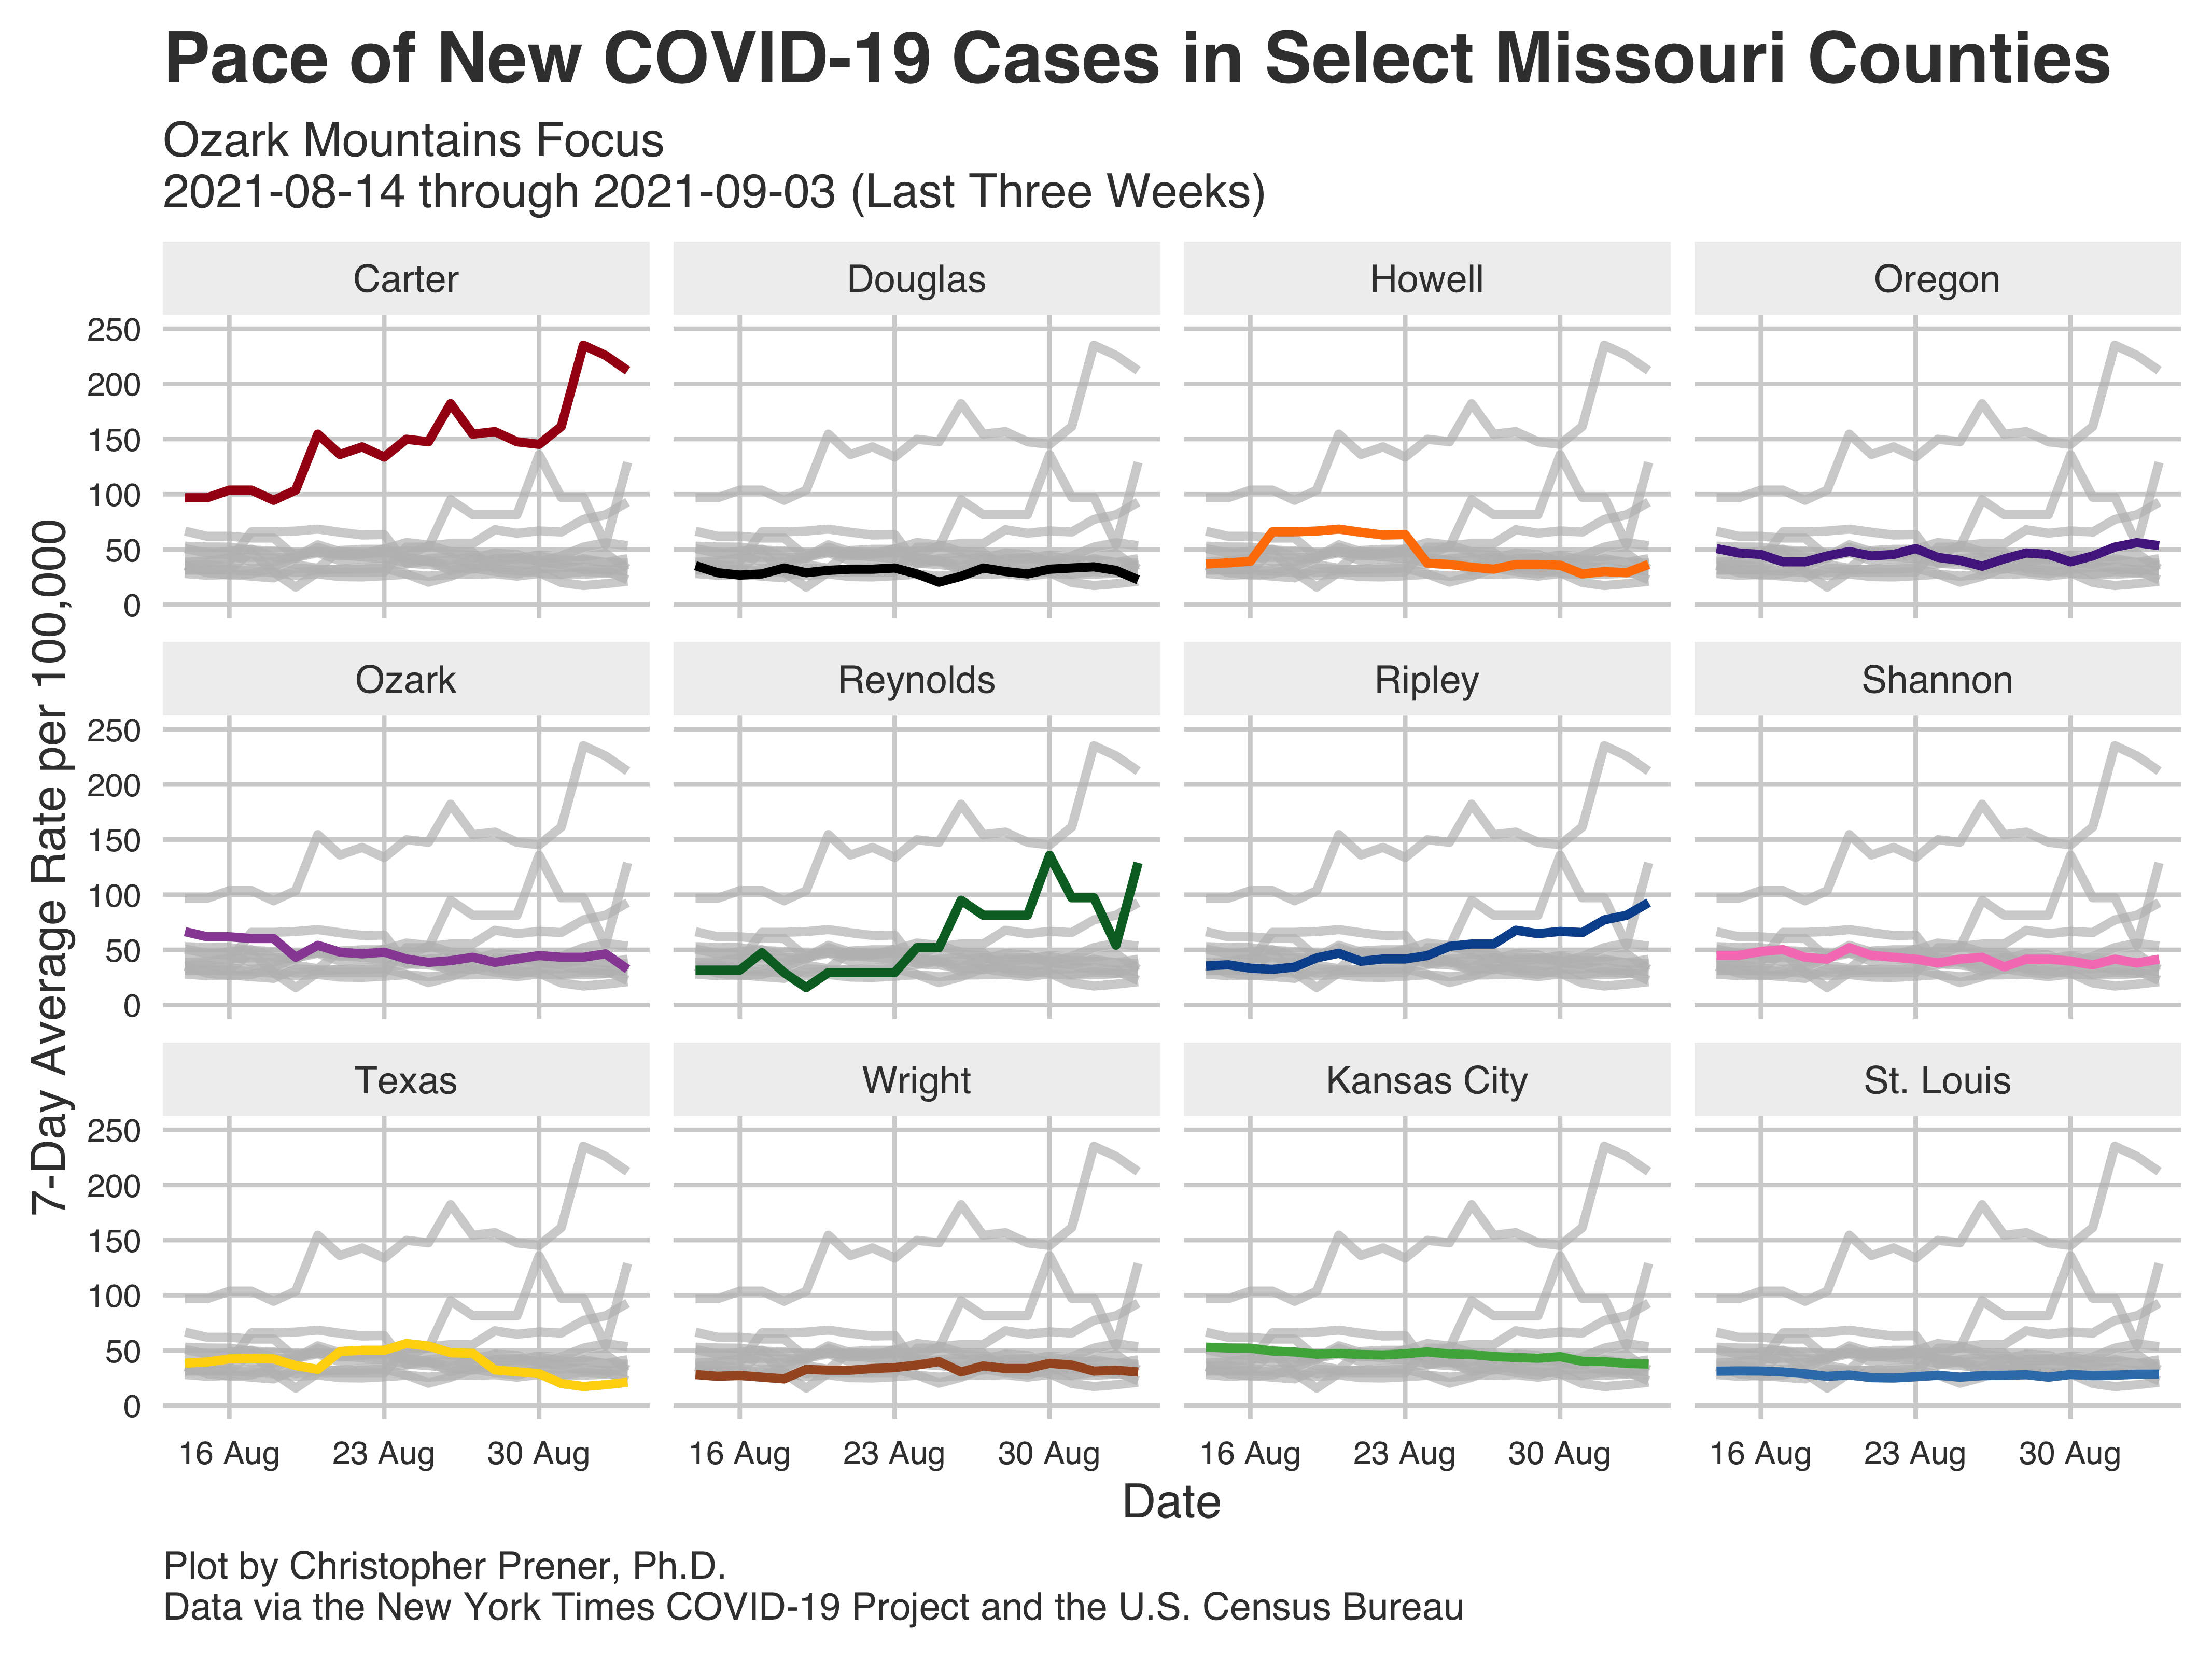 Pace of New COVID-19 Cases in Select Missouri Counties
Ozark Mountains Focus
2021-08-14 through 2021-09-03 (Last Three Weeks)
Carter
Douglas
Howell
Oregon
250
200
150
100
50
0
Ozark
Reynolds
Ripley
Shannon
250
200
150
100
50
0
Texas
Wright
Kansas City
St. Louis
250
200
150
100
50
0
7-Day Average Rate per 100,000
16 Aug
23 Aug
30 Aug
16 Aug
23 Aug
30 Aug
16 Aug
23 Aug
30 Aug
16 Aug
23 Aug
30 Aug
Date
Plot by Christopher Prener, Ph.D.
Data via the New York Times COVID-19 Project and the U.S. Census Bureau